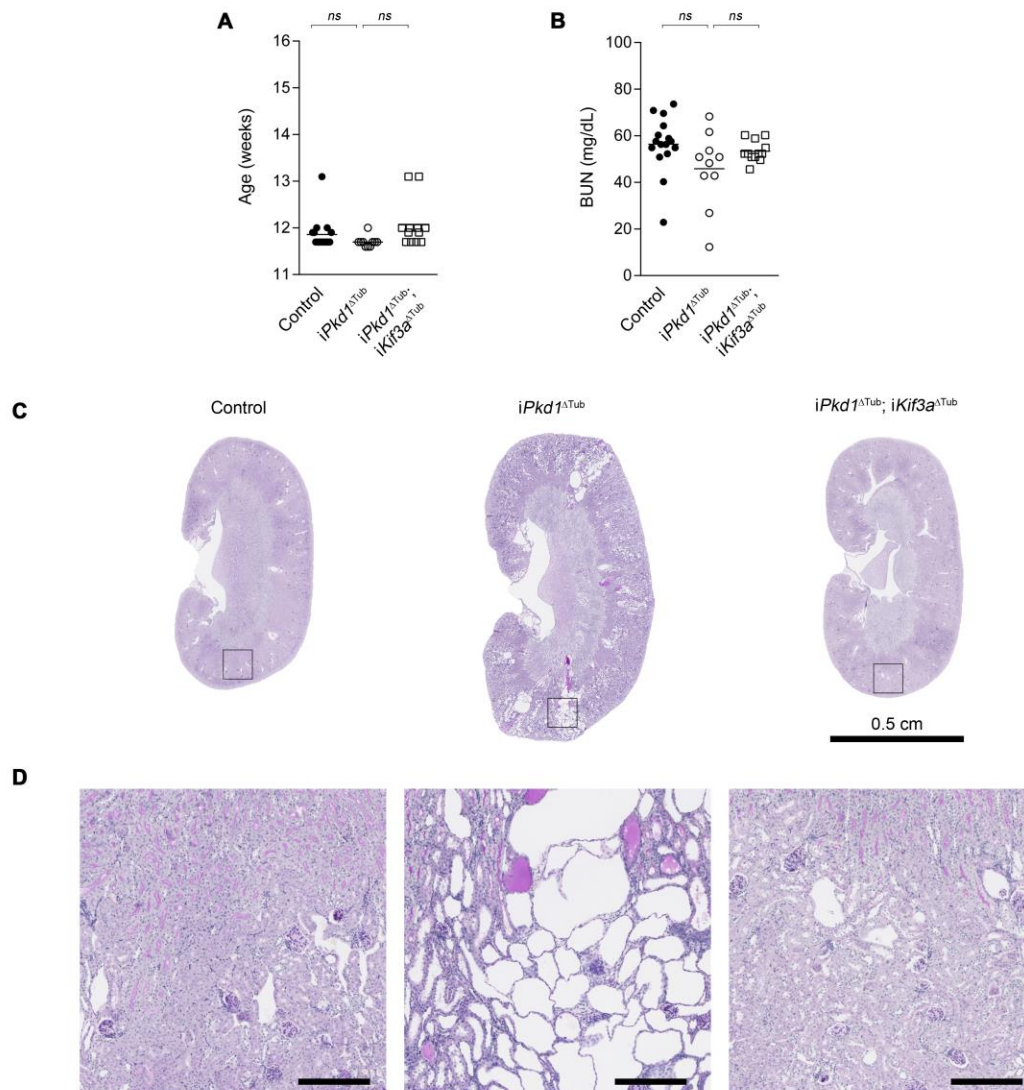 A
ns
ns
Age (weeks)
16
15
14
13
12
11
Control
iPkd1ΔTub
iPkd1ΔTub;
iKif3aΔTub
B
ns
ns
BUN (mg/dL)
100
80
60
40
20
0
Control
iPkd1ΔTub
iPkd1ΔTub;
iKif3aΔTub
C
Control
iPkd1ΔTub
iPkd1ΔTub; iKif3aΔTub
0.5 cm
D